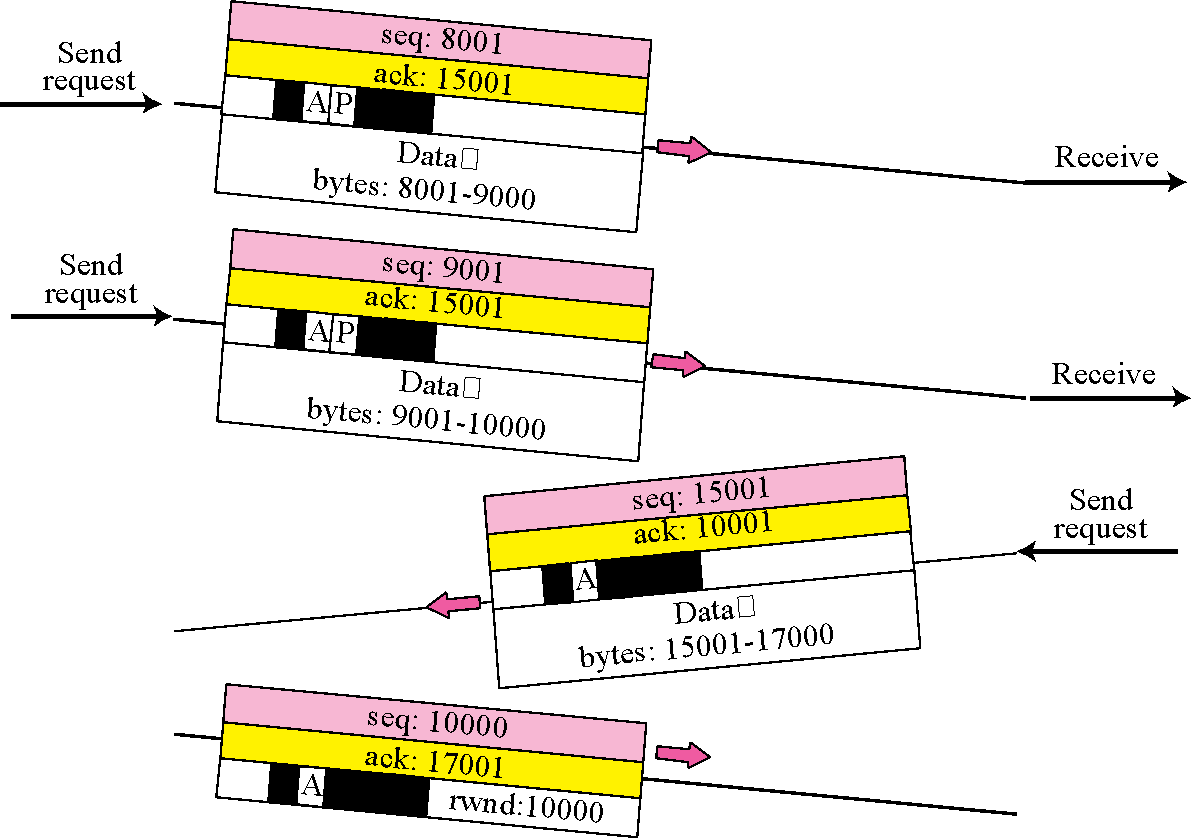 Send
request
seq: 8001
ack: 15001
A P
Data
bytes: 8001-9000
Receive
Send
request
seq: 9001
ack: 15001
A P
Data
bytes: 9001-10000
Receive
seq: 15001
ack: 10001
A
Data
bytes: 15001-17000
Send
request
seq: 10000
ack: 17001
A
rwnd:10000